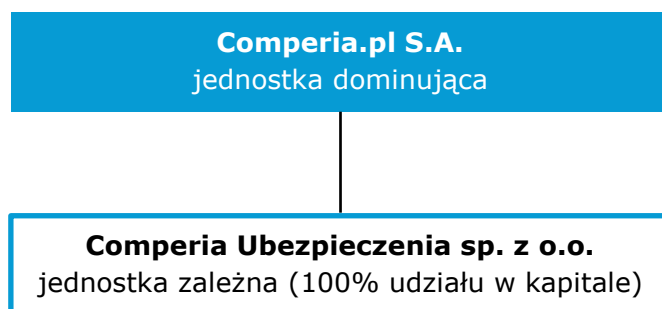 Comperia.pl S.A.
jednostka dominująca
Comperia Ubezpieczenia sp. z o.o.
jednostka zależna (100% udziału w kapitale)